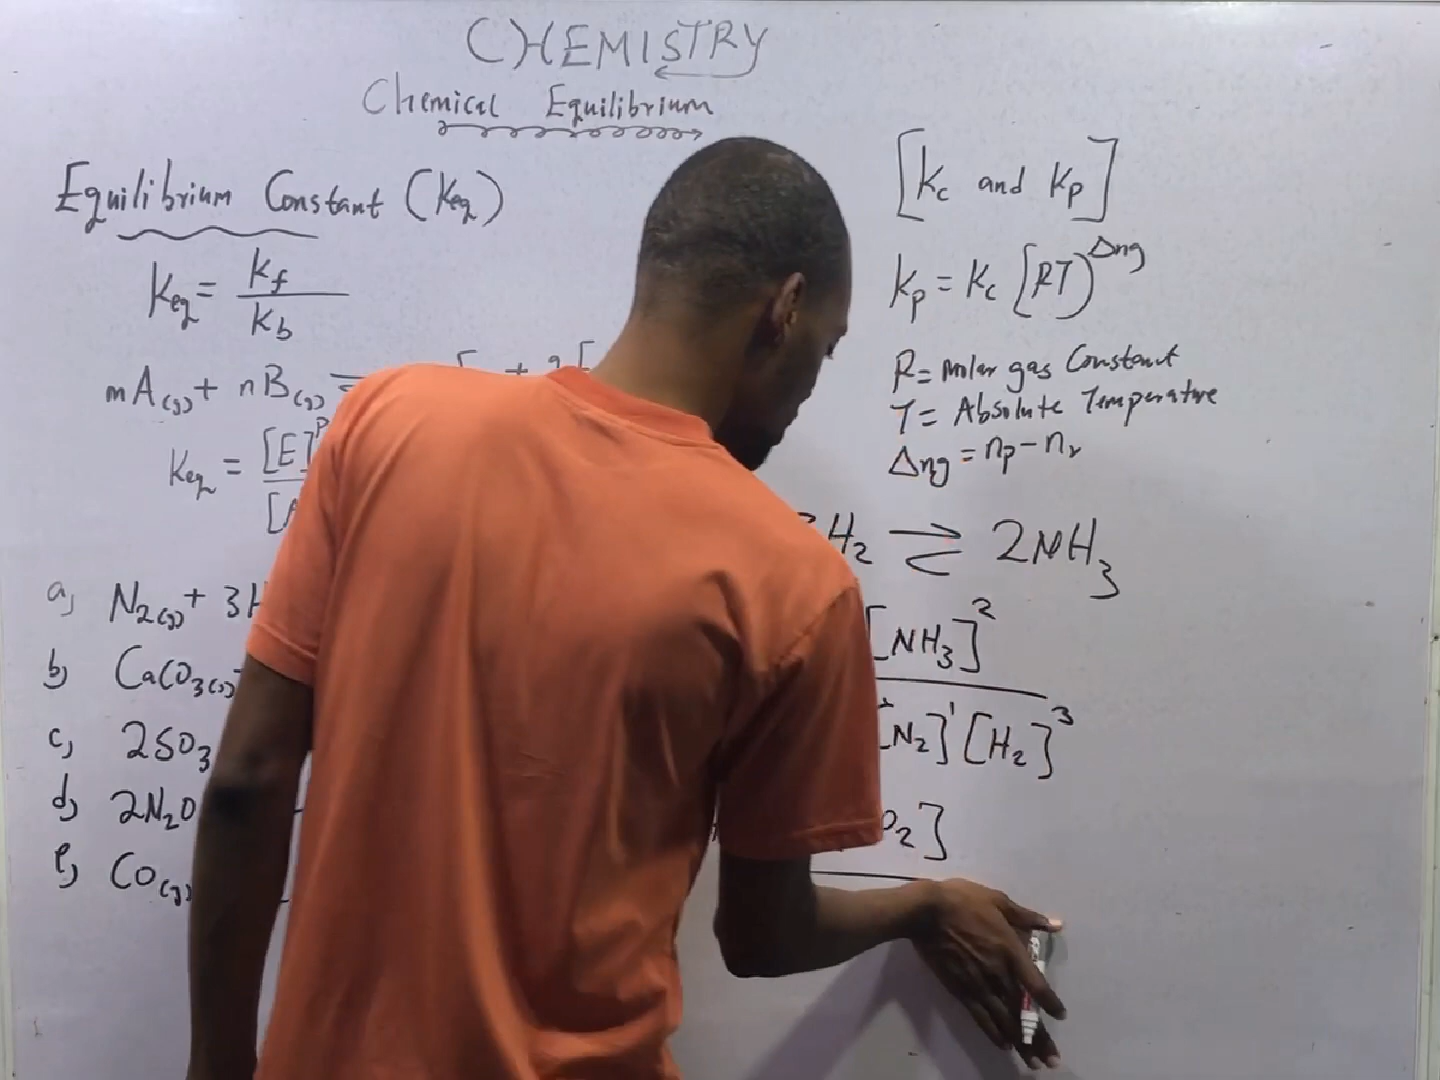 CHEMISTRY
Chemical Equilibrium
Equilibrium Constant (Keq)
Keq = Kf / Kb
mA(g) + nB(g) ⇌
Keq = [E]P
a) N2(g) + 3H
b) CaCO3(s)
c) 2SO3
d) 2N2O
e) CO(g)
[Kc and Kp]
Kp = Kc [RT)Δng
R = molar gas Constant
T = Absolute Temperature
Δng = np - nr
H2 ⇌ 2NH3
[NH3]2
[N2]1 [H2]3
O2]